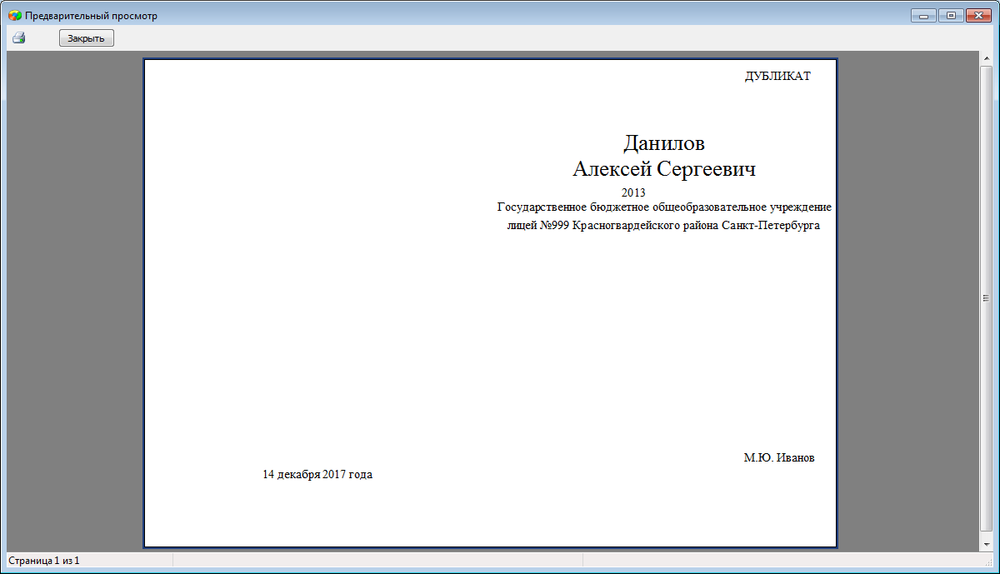 Предварительный просмотр
Закрыть
ДУБЛИКАТ
Данилов
Алексей Сергеевич
2013
Государственное бюджетное общеобразовательное учреждение
лицей №999 Красногвардейского района Санкт-Петербурга
М.Ю. Иванов
14 декабря 2017 года
Страница 1 из 1